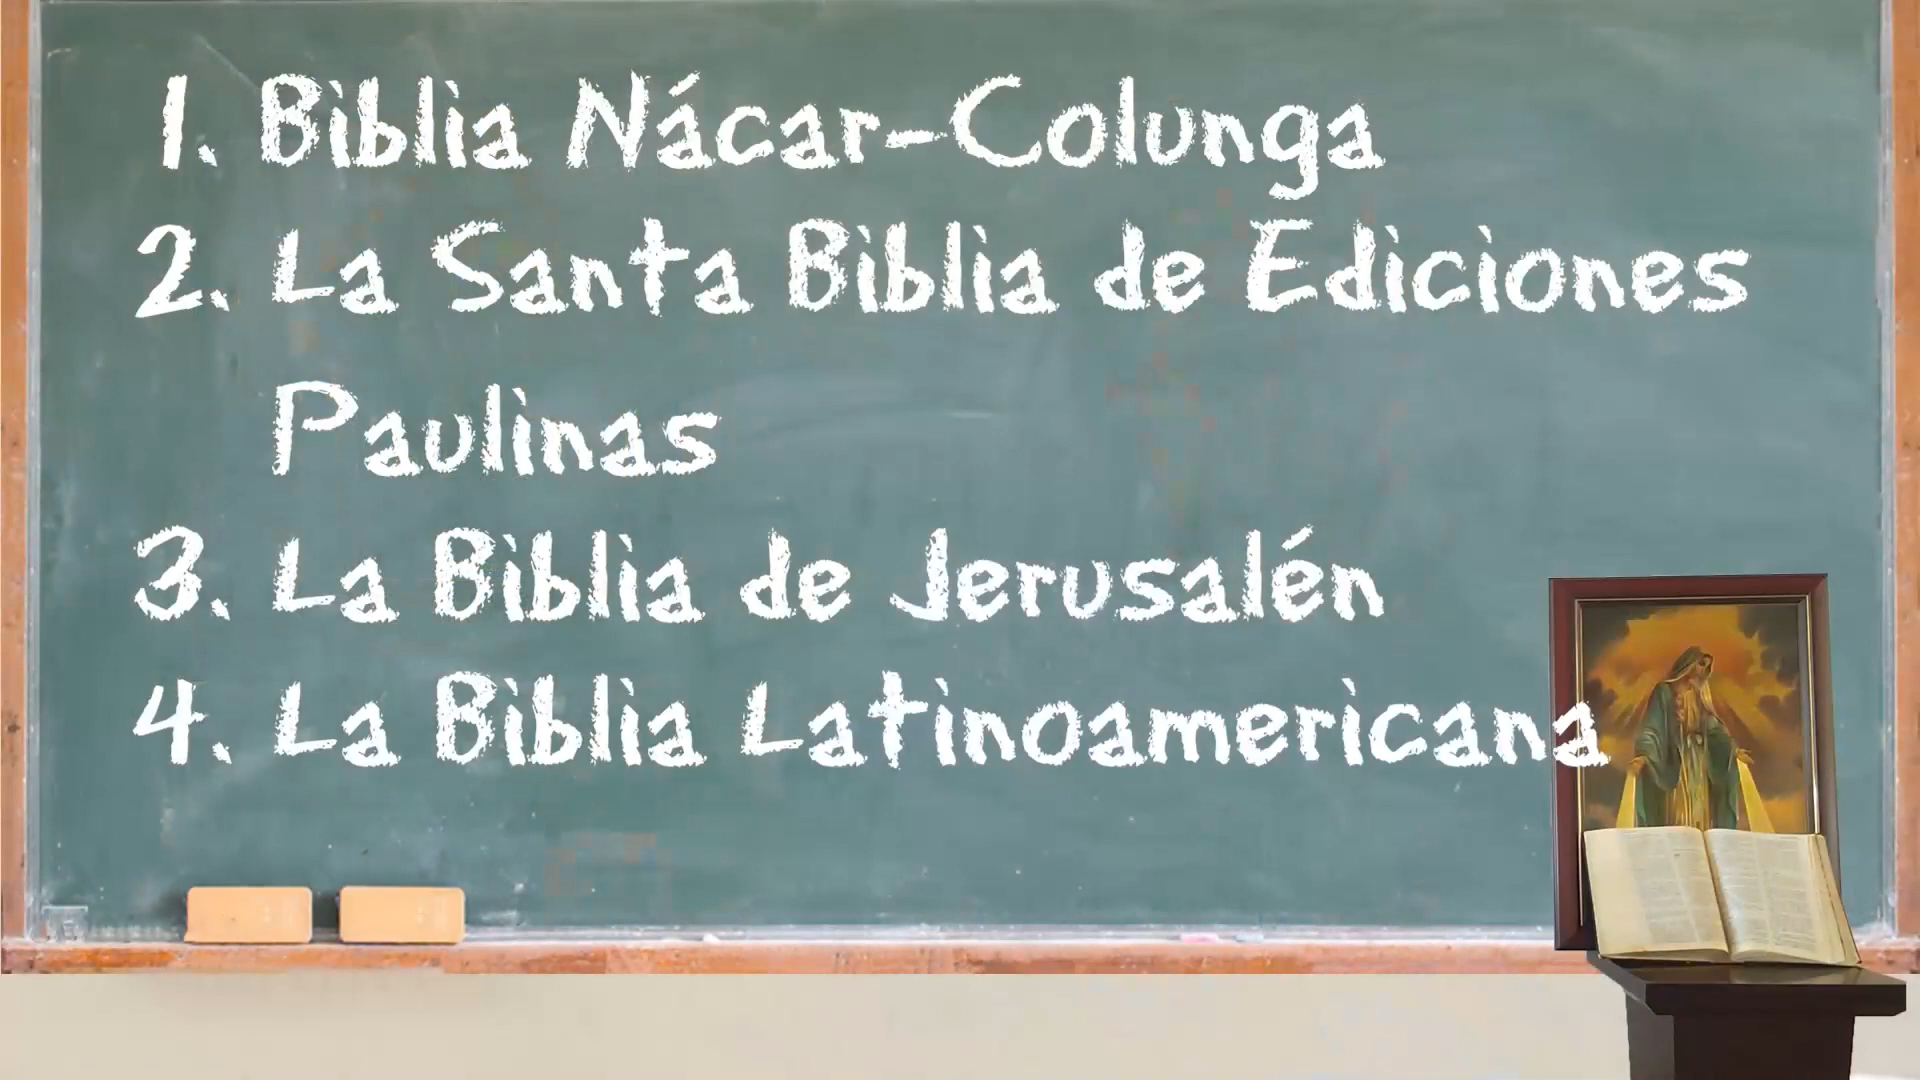 1. Biblia Nácar-Colunga
2. La Santa Biblia de Ediciones
Paulinas
3. La Biblia de Jerusalén
4. La Biblia Latinoamericana